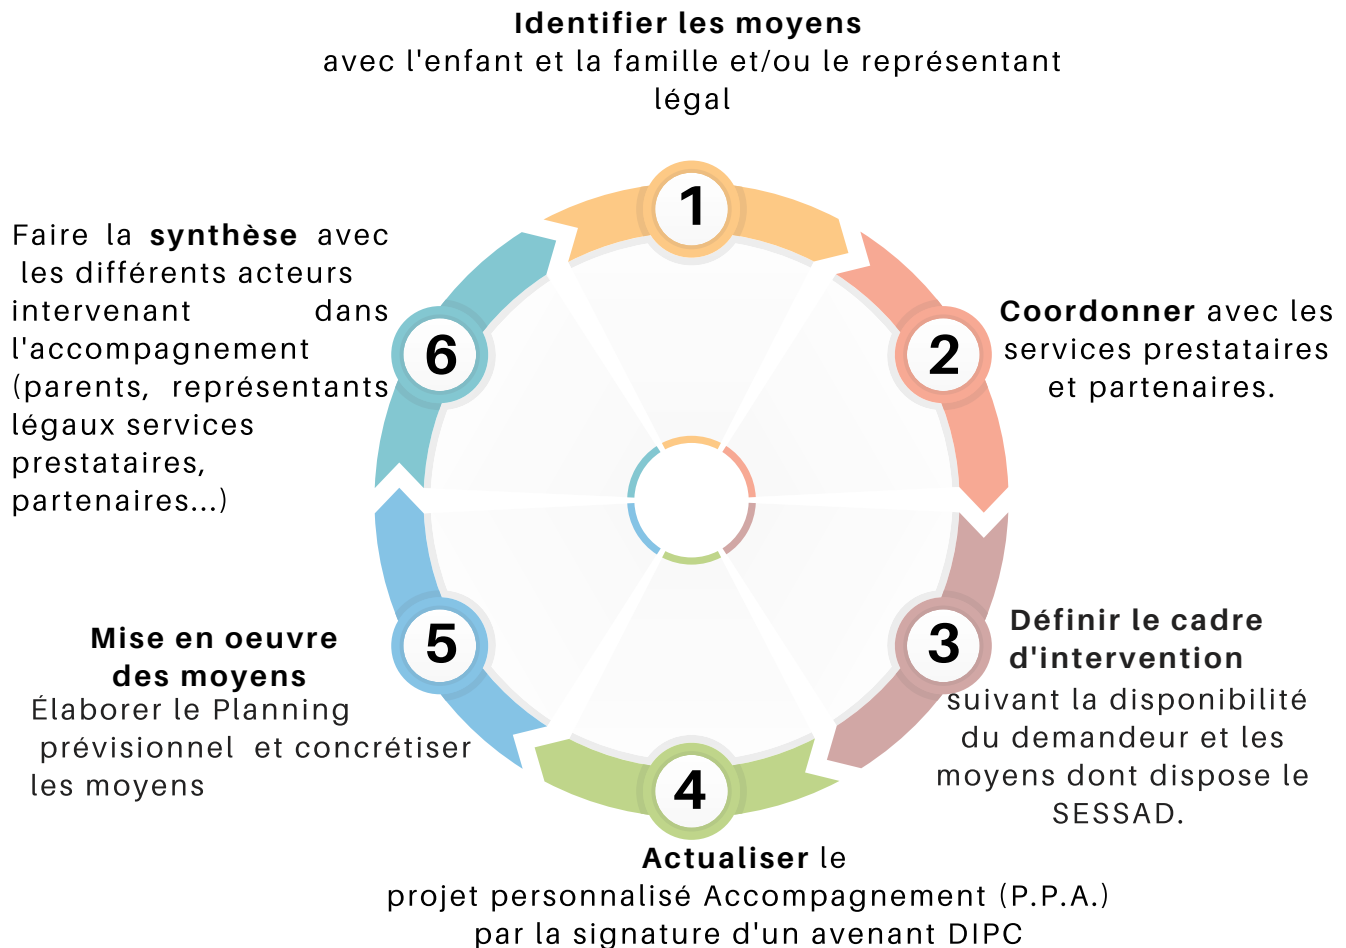 Identifier les moyens
avec l'enfant et la famille et/ou le représentant
légal
1
2
Coordonner avec les
services prestataires
et partenaires.
3
Définir le cadre
d'intervention
suivant la disponibilité
du demandeur et les
moyens dont dispose le
SESSAD.
4
Actualiser le
projet personnalisé Accompagnement (P.P.A.)
par la signature d'un avenant DIPC
5
Mise en oeuvre
des moyens
Élaborer le Planning
prévisionnel et concrétiser
les moyens
6
Faire la synthèse avec
les différents acteurs
intervenant dans
l'accompagnement
(parents, représentants
légaux services
prestataires,
partenaires...)